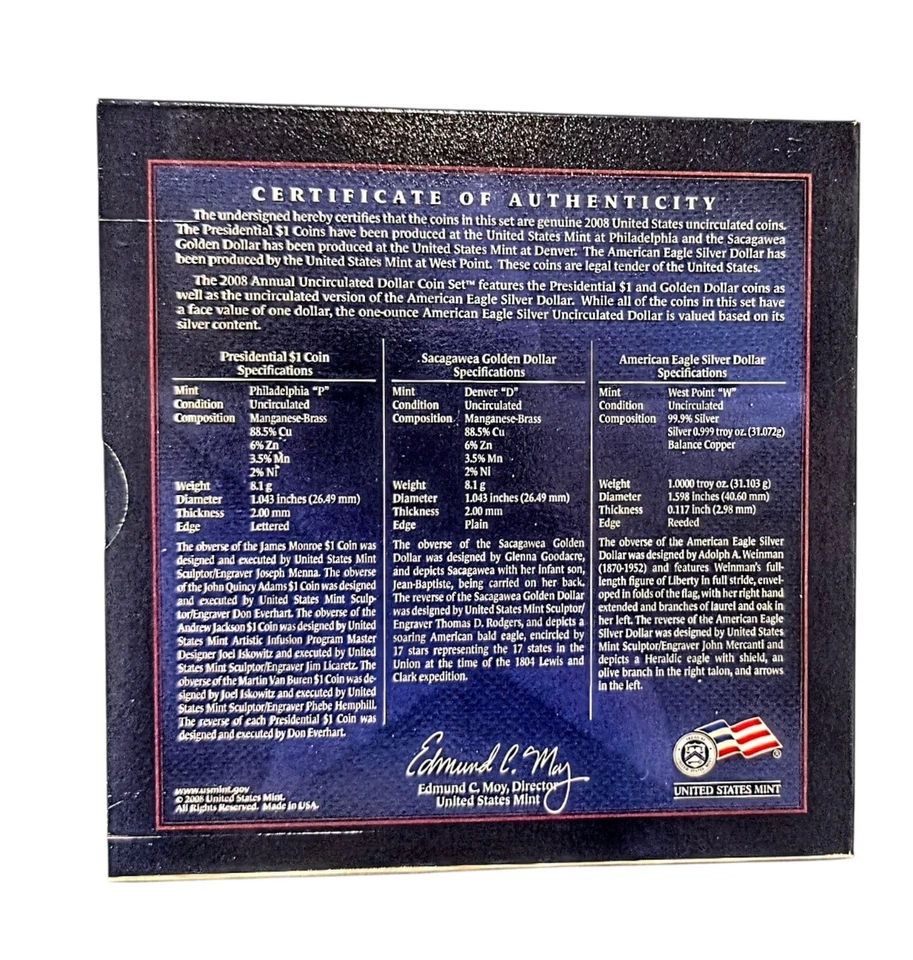 CERTIFICATE OF AUTHENTICITY
The undersigned hereby certifies that the coins in this set are genuine 2008 United States uncirculated coins.
The Presidential $1 Coins have been produced at the United States Mint at Philadelphia and the Sacagawea
Golden Dollar has been produced at the United States Mint at Denver. The American Eagle Silver Dollar has
been produced by the United States Mint at West Point. These coins are legal tender of the United States.
The 2008 Annual Uncirculated Dollar Coin Set™ features the Presidential $1 and Golden Dollar coins as
well as the uncirculated version of the American Eagle Silver Dollar. While all of the coins in this set have
a face value of one dollar, the one-ounce American Eagle Silver Uncirculated Dollar is valued based on its
silver content.
Presidential $1 Coin
Specifications
Mint Philadelphia "P"
Condition Uncirculated
Composition Manganese-Brass
88.5% Cu
6% Zn
3.5% Mn
2% Ni
Weight 8.1 g
Diameter 1.043 inches (26.49 mm)
Thickness 2.00 mm
Edge Lettered
The obverse of the James Monroe $1 Coin was
designed and executed by United States Mint
Sculptor/Engraver Joseph Menna. The obverse
of the John Quincy Adams $1 Coin was designed
and executed by United States Mint Sculp-
tor/Engraver Don Everhart. The obverse of the
Andrew Jackson $1 Coin was designed by United
States Mint Artistic Infusion Program Master
Designer Joel Iskowitz and executed by United
States Mint Sculptor/Engraver Jim Licaretz. The
obverse of the Martin Van Buren $1 Coin was de-
signed by Joel Iskowitz and executed by United
States Mint Sculptor/Engraver Phebe Hemphill.
The reverse of each Presidential $1 Coin was
designed and executed by Don Everhart.
Sacagawea Golden Dollar
Specifications
Mint Denver "D"
Condition Uncirculated
Composition Manganese-Brass
88.5% Cu
6% Zn
3.5% Mn
2% Ni
Weight 8.1 g
Diameter 1.043 inches (26.49 mm)
Thickness 2.00 mm
Edge Plain
The obverse of the Sacagawea Golden
Dollar was designed by Glenna Goodacre,
and depicts Sacagawea with her infant son,
Jean-Baptiste, being carried on her back.
The reverse of the Sacagawea Golden Dollar
was designed by United States Mint Sculptor/
Engraver Thomas D. Rodgers, and depicts a
soaring American bald eagle, encircled by
17 stars representing the 17 states in the
Union at the time of the 1804 Lewis and
Clark expedition.
American Eagle Silver Dollar
Specifications
Mint West Point "W"
Condition Uncirculated
Composition 99.9% Silver
Silver 0.999 troy oz. (31.072g)
Balance Copper
Weight 1.0000 troy oz. (31.103 g)
Diameter 1.598 inches (40.60 mm)
Thickness 0.117 inch (2.98 mm)
Edge Reeded
The obverse of the American Eagle Silver
Dollar was designed by Adolph A. Weinman
(1870-1952) and features Weinman's full-
length figure of Liberty in full stride, envel-
oped in folds of the flag, with her right hand
extended and branches of laurel and oak in
her left. The reverse of the American Eagle
Silver Dollar was designed by United States
Mint Sculptor/Engraver John Mercanti and
depicts a Heraldic eagle with shield, an
olive branch in the right talon, and arrows
in the left.
Edmund C. Moy
Edmund C. Moy, Director
United States Mint
www.usmint.gov
© 2008 United States Mint.
All Rights Reserved. Made in USA.
®
UNITED STATES MINT